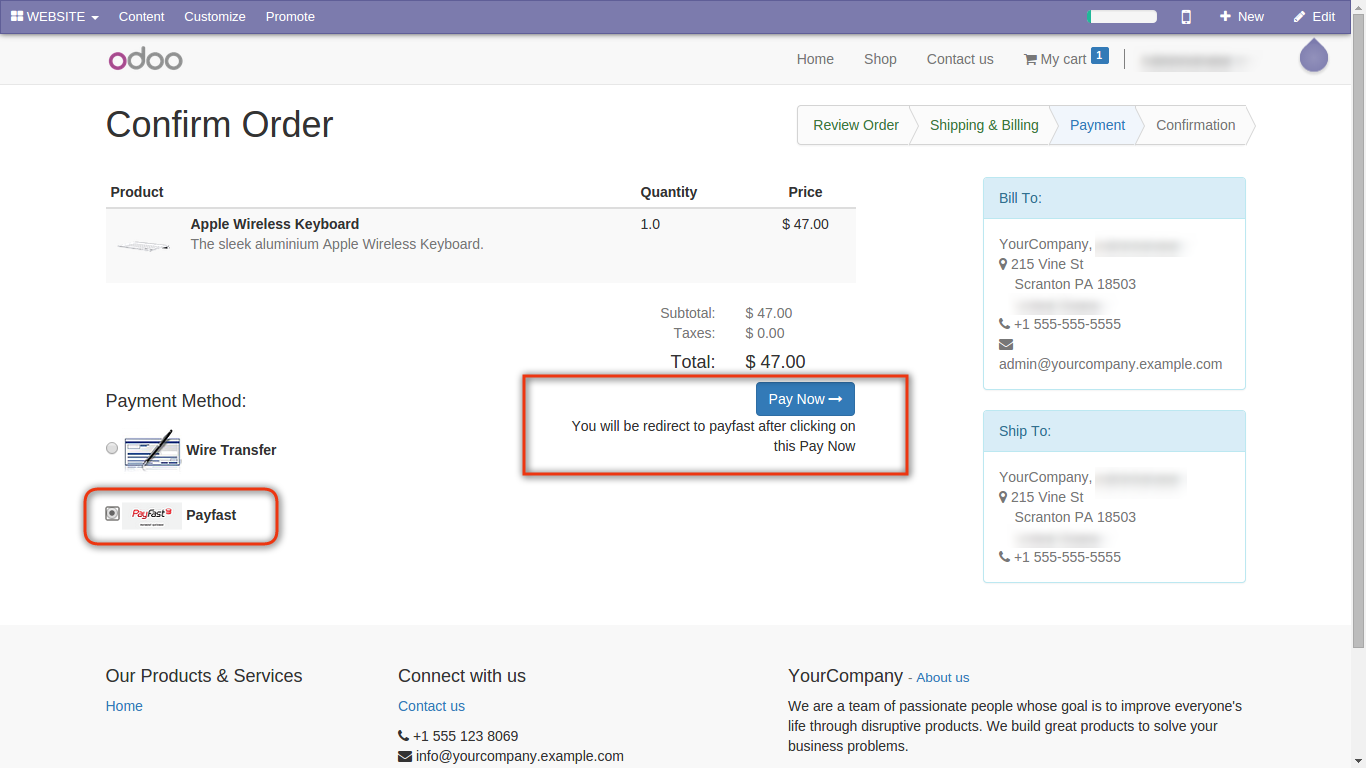 WEBSITE Content Customize Promote New Edit
odoo Home Shop Contact us My cart 1
Confirm Order
Review Order Shipping & Billing Payment Confirmation
Product Quantity Price
Apple Wireless Keyboard 1.0 $ 47.00
The sleek aluminium Apple Wireless Keyboard.
Subtotal: $ 47.00
Taxes: $ 0.00
Total: $ 47.00
Pay Now
You will be redirect to payfast after clicking on
this Pay Now
Payment Method:
Wire Transfer
PayFast Payfast
Bill To:
YourCompany,
215 Vine St
Scranton PA 18503
+1 555-555-5555
admin@yourcompany.example.com
Ship To:
YourCompany,
215 Vine St
Scranton PA 18503
+1 555-555-5555
Our Products & Services
Home
Connect with us
Contact us
+1 555 123 8069
info@yourcompany.example.com
YourCompany - About us
We are a team of passionate people whose goal is to improve everyone's
life through disruptive products. We build great products to solve your
business problems.